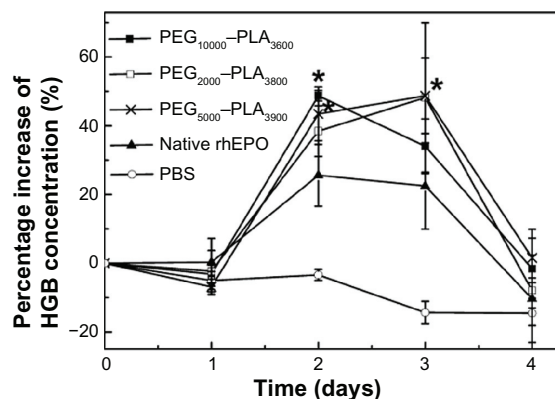 Percentage increase of
HGB concentration (%)
60
40
20
0
−20
PEG10000–PLA3600
PEG2000–PLA3800
PEG5000–PLA3900
Native rhEPO
PBS
*
*
*
0 1 2 3 4
Time (days)